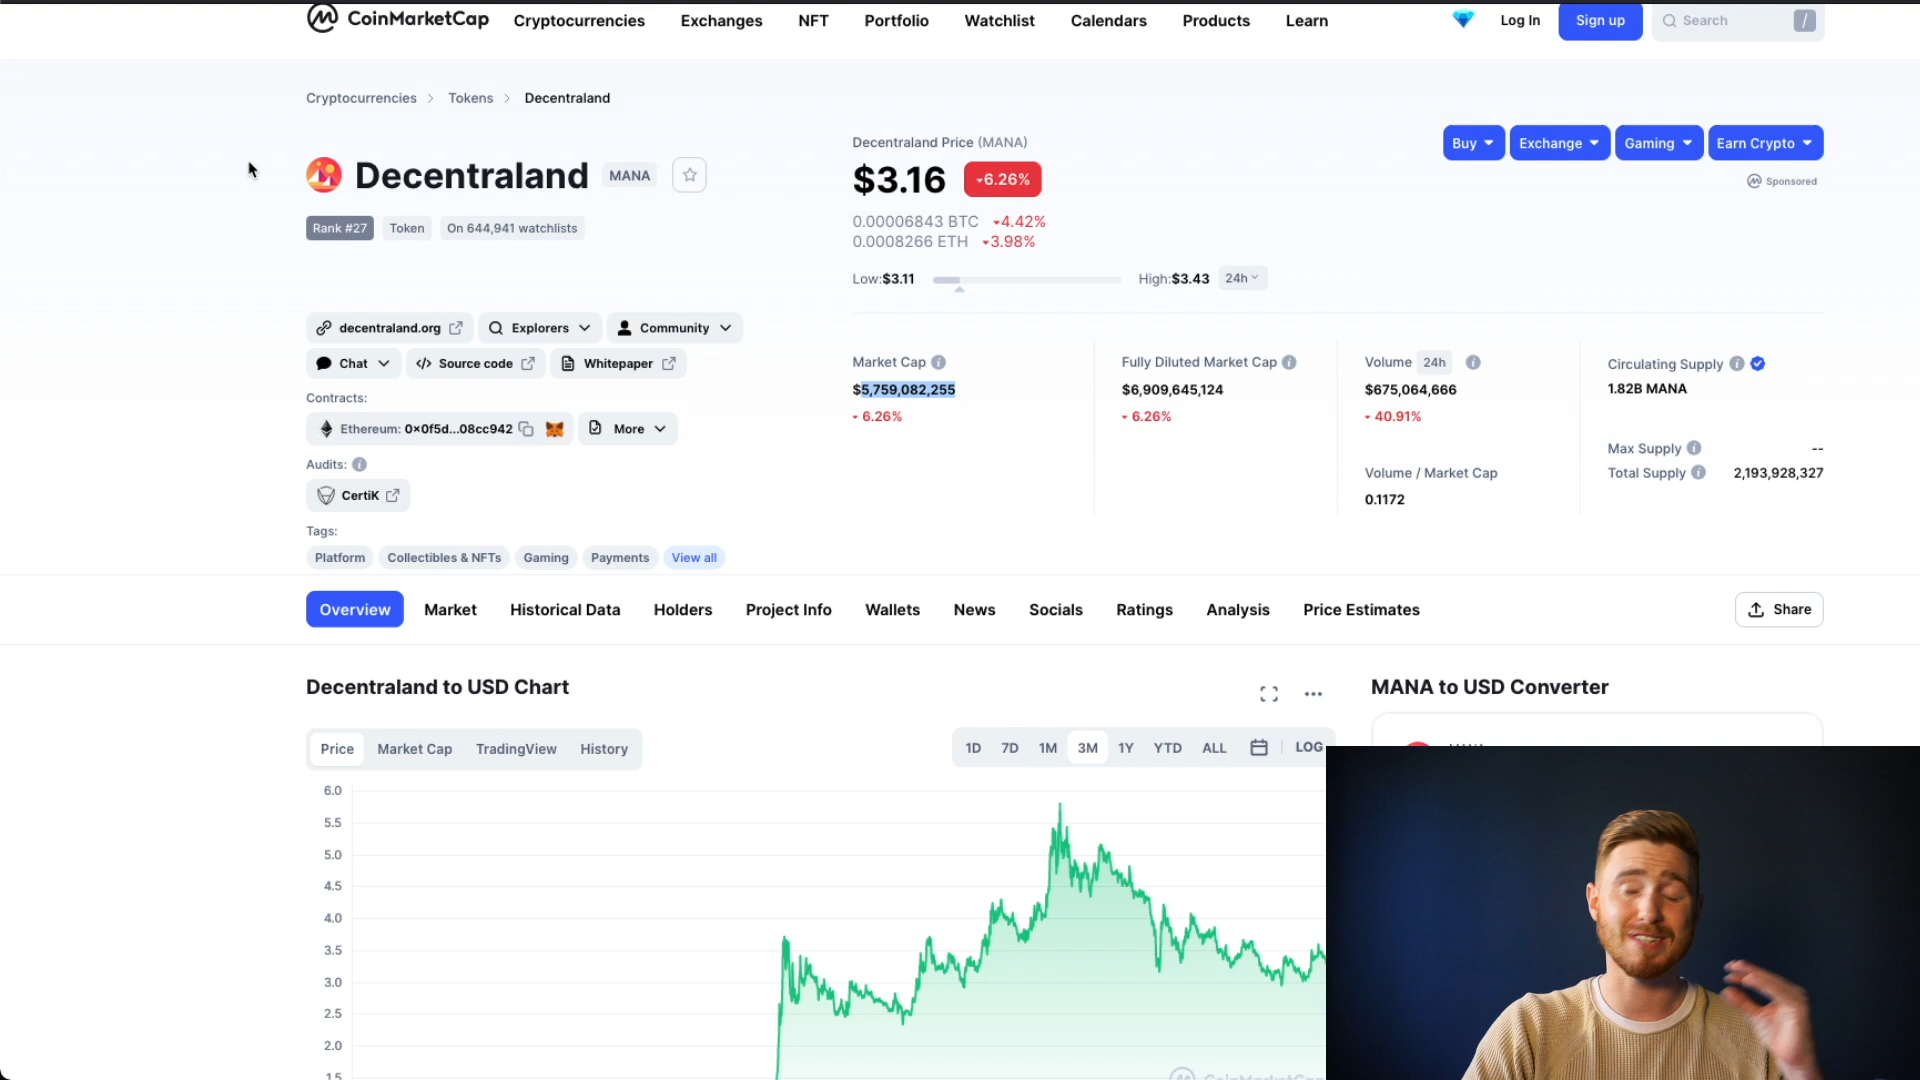 CoinMarketCap Cryptocurrencies Exchanges NFT Portfolio Watchlist Calendars Products Learn Log In Sign up Search /
Cryptocurrencies > Tokens > Decentraland
Decentraland MANA
Rank #27 Token On 644,941 watchlists
Decentraland Price (MANA)
$3.16 6.26%
0.00006843 BTC 4.42%
0.0008266 ETH 3.98%
Low:$3.11 High:$3.43 24h
Buy Exchange Gaming Earn Crypto
Sponsored
decentraland.org Explorers Community
Chat Source code Whitepaper
Contracts:
Ethereum: 0x0f5d...08cc942 More
Audits:
CertiK
Tags:
Platform Collectibles & NFTs Gaming Payments View all
Market Cap
$5,759,082,255
6.26%
Fully Diluted Market Cap
$6,909,645,124
6.26%
Volume 24h
$675,064,666
40.91%
Volume / Market Cap
0.1172
Circulating Supply
1.82B MANA
Max Supply --
Total Supply 2,193,928,327
Overview Market Historical Data Holders Project Info Wallets News Socials Ratings Analysis Price Estimates Share
Decentraland to USD Chart
Price Market Cap TradingView History
1D 7D 1M 3M 1Y YTD ALL LOG
6.0
5.5
5.0
4.5
4.0
3.5
3.0
2.5
2.0
1.5
MANA to USD Converter